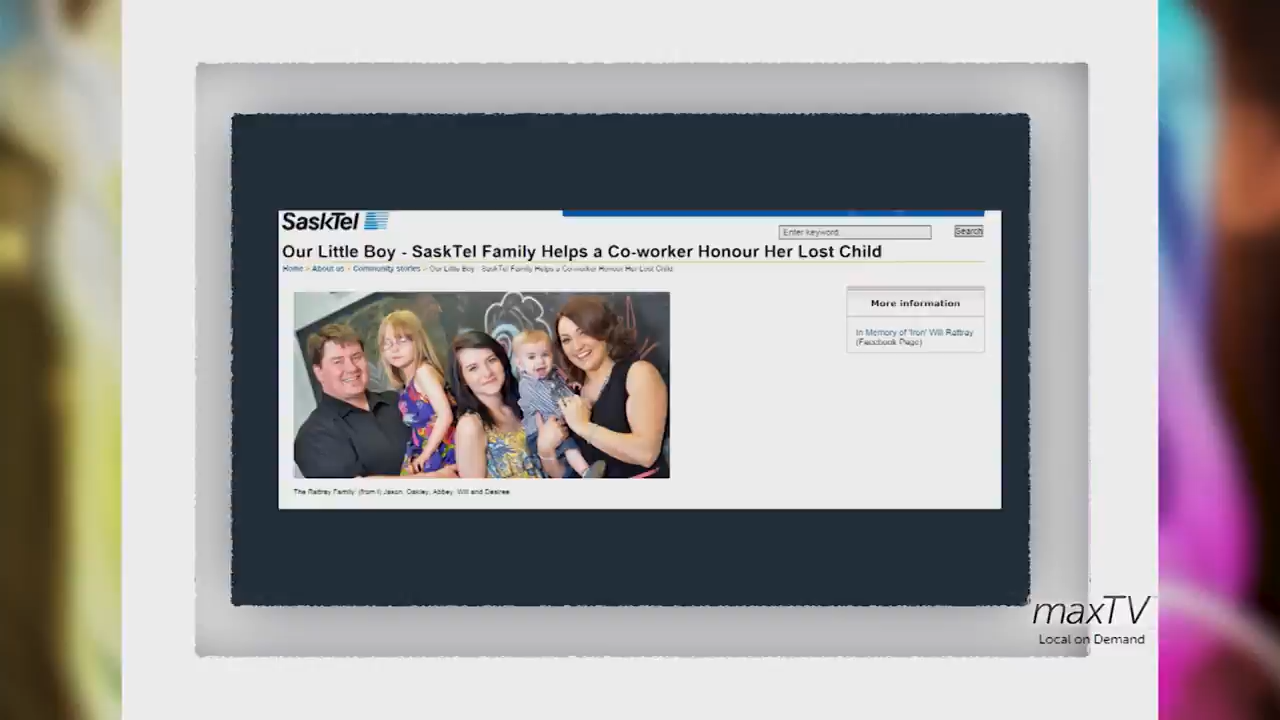 SaskTel
Enter keyword
Search
Our Little Boy - SaskTel Family Helps a Co-worker Honour Her Lost Child
Home > About us > Community stories > Our Little Boy - SaskTel Family Helps a Co-worker Honour Her Lost Child
More information
In Memory of 'Iron' Will Rattray
(Facebook Page)
The Rattray Family: (from l) Jaxon, Oakley, Abbey, Will and Desiree
maxTV
Local on Demand